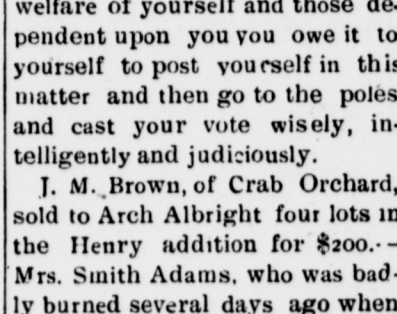 welfare of yourself and those de-
pendent upon you you owe it to
yourself to post yourself in this
matter and then go to the poles
and cast your vote wisely, in-
telligently and judiciously.
J. M. Brown, of Crab Orchard,
sold to Arch Albright four lots in
the Henry addition for $200.-–
Mrs. Smith Adams, who was bad-
ly burned several days ago when